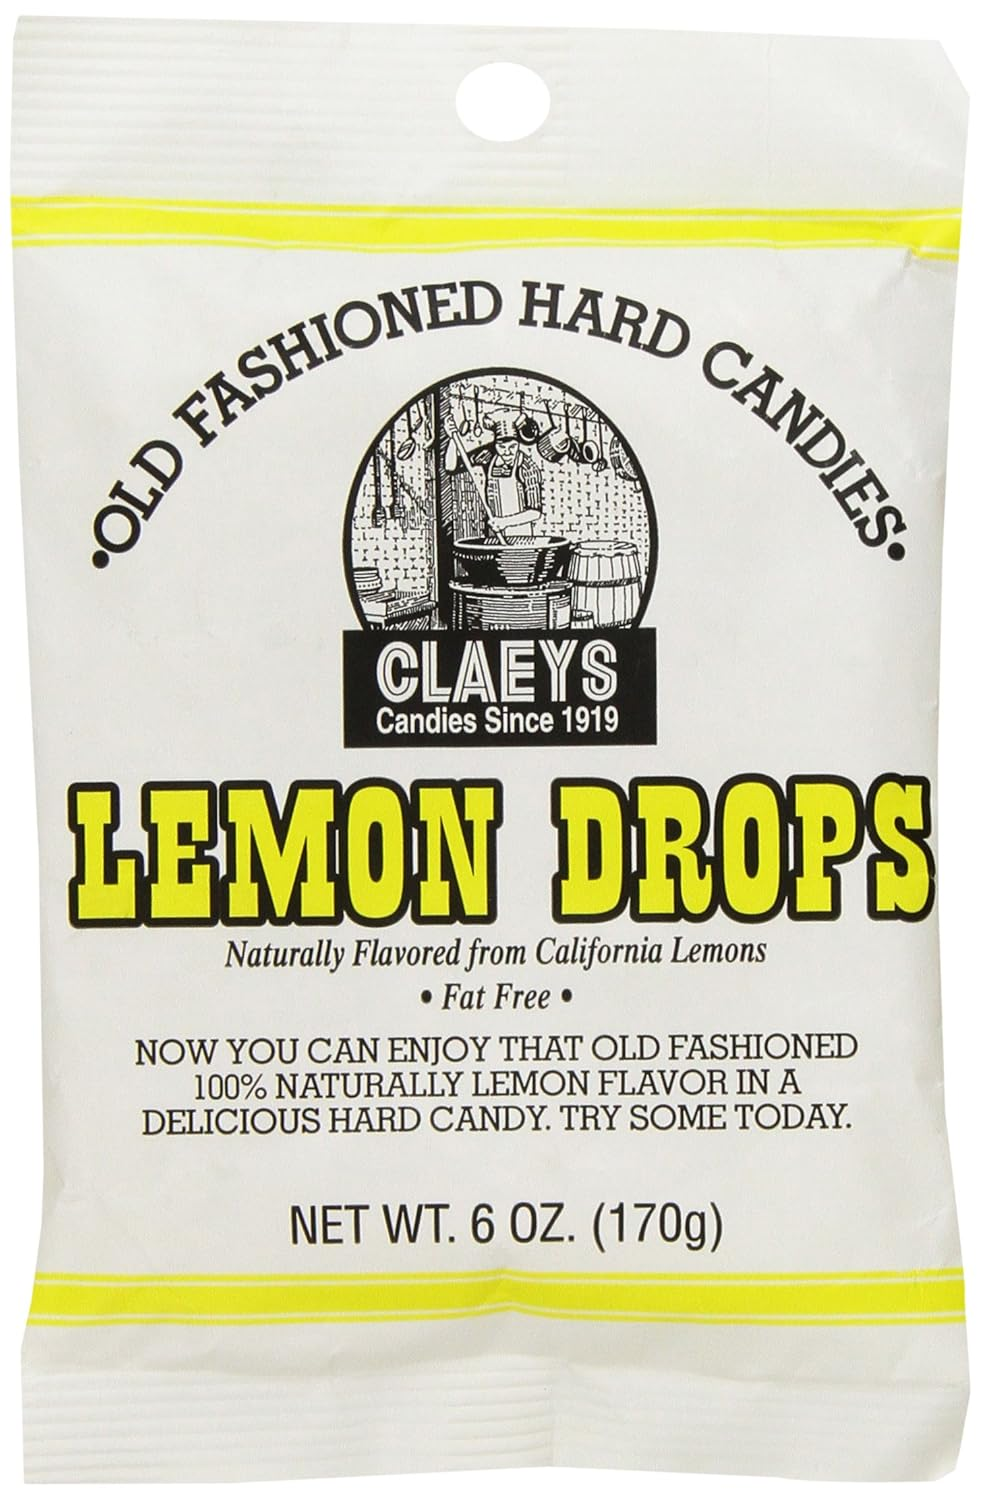 •OLD FASHIONED HARD CANDIES•
CLAEYS
Candies Since 1919
LEMON DROPS
Naturally Flavored from California Lemons
• Fat Free •
NOW YOU CAN ENJOY THAT OLD FASHIONED
100% NATURALLY LEMON FLAVOR IN A
DELICIOUS HARD CANDY. TRY SOME TODAY.
NET WT. 6 OZ. (170g)